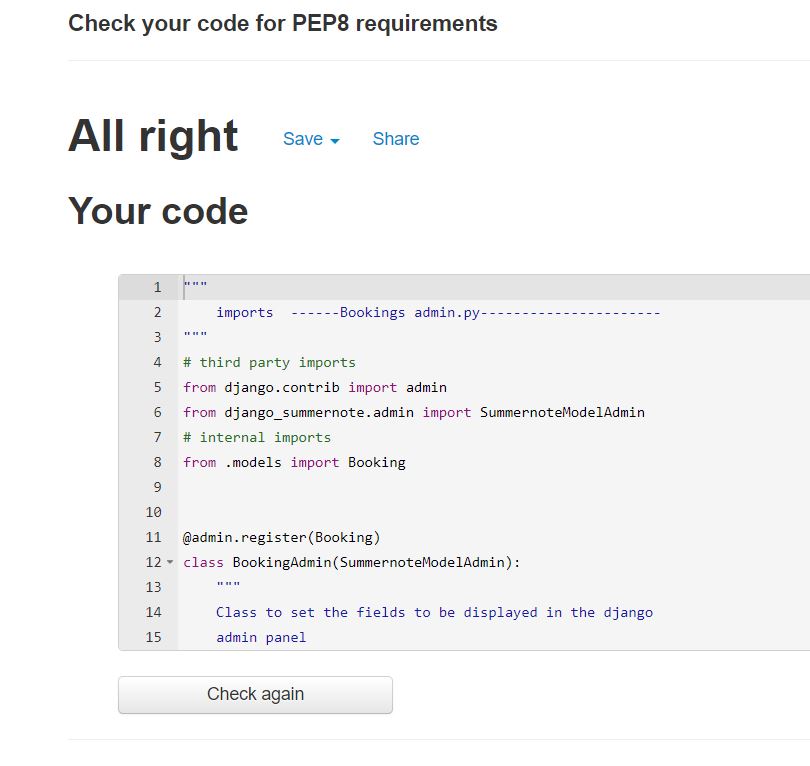 Check your code for PEP8 requirements
All right Save Share
Your code
1 """
2 imports ------Bookings admin.py----------------------
3 """
4 # third party imports
5 from django.contrib import admin
6 from django_summernote.admin import SummernoteModelAdmin
7 # internal imports
8 from .models import Booking
9
10
11 @admin.register(Booking)
12 class BookingAdmin(SummernoteModelAdmin):
13 """
14 Class to set the fields to be displayed in the django
15 admin panel
Check again